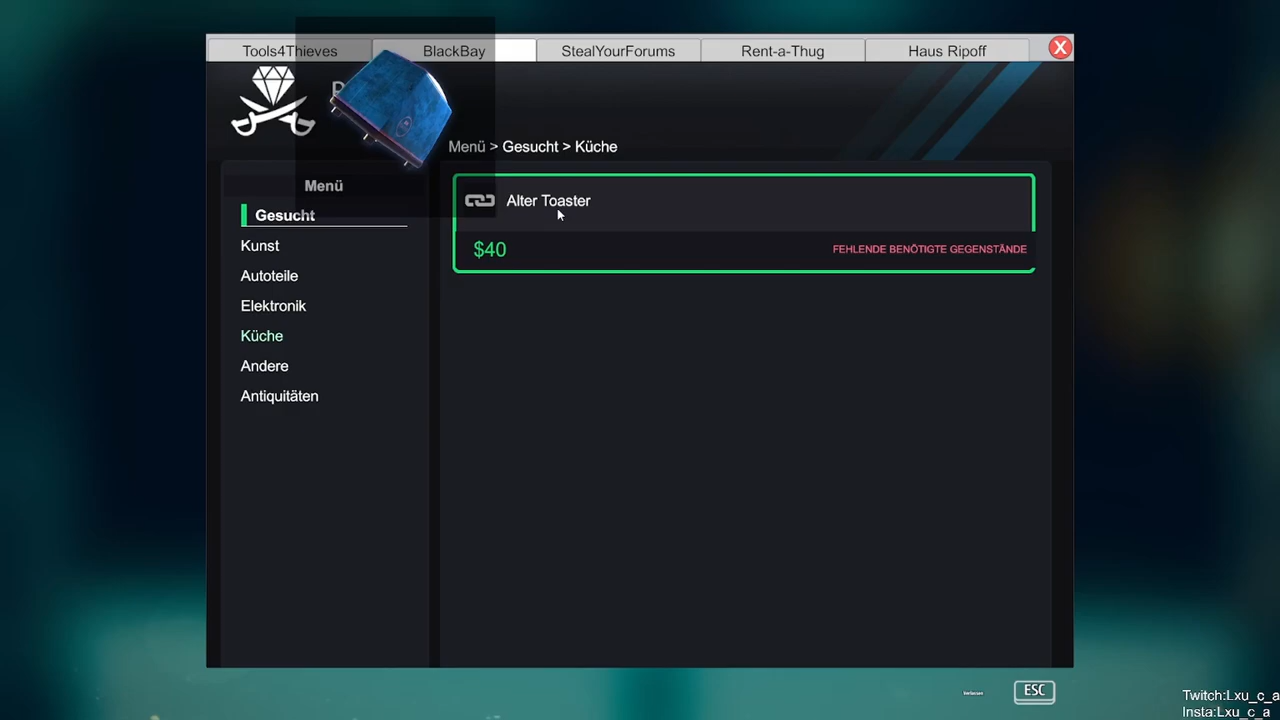 Tools4Thieves
BlackBay
StealYourForums
Rent-a-Thug
Haus Ripoff
X
Menü > Gesucht > Küche
Menü
Gesucht
Kunst
Autoteile
Elektronik
Küche
Andere
Antiquitäten
Alter Toaster
$40
FEHLENDE BENÖTIGTE GEGENSTÄNDE
Verlassen
ESC
Twitch:Lxu_c_a
Insta:Lxu_c_a